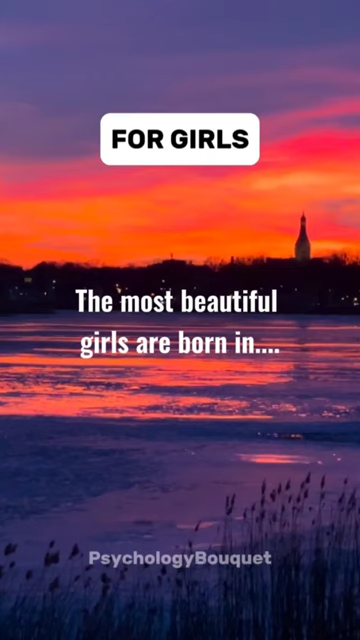 FOR GIRLS
The most beautiful
girls are born in....
PsychologyBouquet